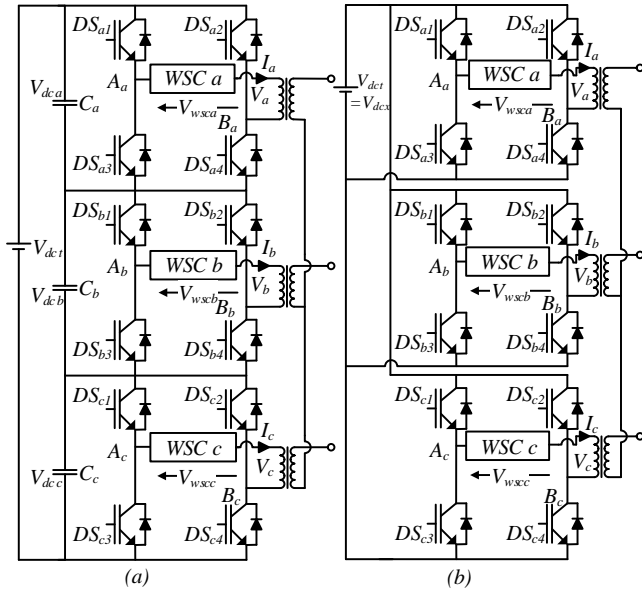 DSa1
DSa2
Aa
WSC a
Ia
Va
Vwsca
Ba
Vdca
Ca
DSa3
DSa4
DSb1
DSb2
Vdct
Ab
WSC b
Ib
Vb
Vwscb
Bb
Vdcb
Cb
DSb3
DSb4
DSc1
DSc2
Ac
WSC c
Ic
Vc
Vwscc
Bc
Vdcc
Cc
DSc3
DSc4
(a)
DSa1
DSa2
Vdct
=Vdcx
Aa
WSC a
Ia
Va
Vwsca
Ba
DSa3
DSa4
DSb1
DSb2
Ab
WSC b
Ib
Vb
Vwscb
Bb
DSb3
DSb4
DSc1
DSc2
Ac
WSC c
Ic
Vc
Vwscc
Bc
DSc3
DSc4
(b)